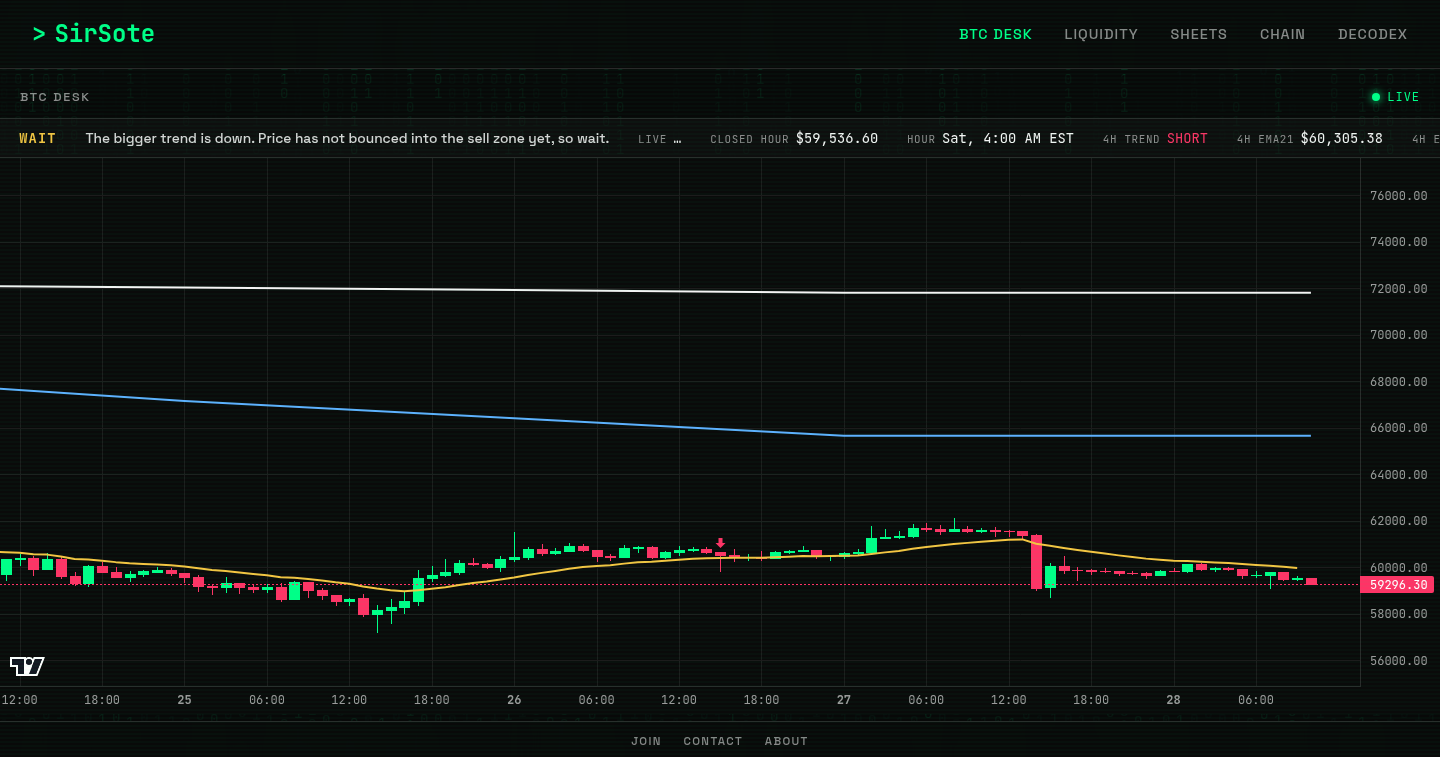 > SirSote
BTC DESK LIQUIDITY SHEETS CHAIN DECODEX
BTC DESK
LIVE
WAIT The bigger trend is down. Price has not bounced into the sell zone yet, so wait. LIVE … CLOSED HOUR $59,536.60 HOUR Sat, 4:00 AM EST 4H TREND SHORT 4H EMA21 $60,305.38 4H E
76000.00
74000.00
72000.00
70000.00
68000.00
66000.00
64000.00
62000.00
60000.00
59296.30
58000.00
56000.00
12:00 18:00 25 06:00 12:00 18:00 26 06:00 12:00 18:00 27 06:00 12:00 18:00 28 06:00
JOIN CONTACT ABOUT